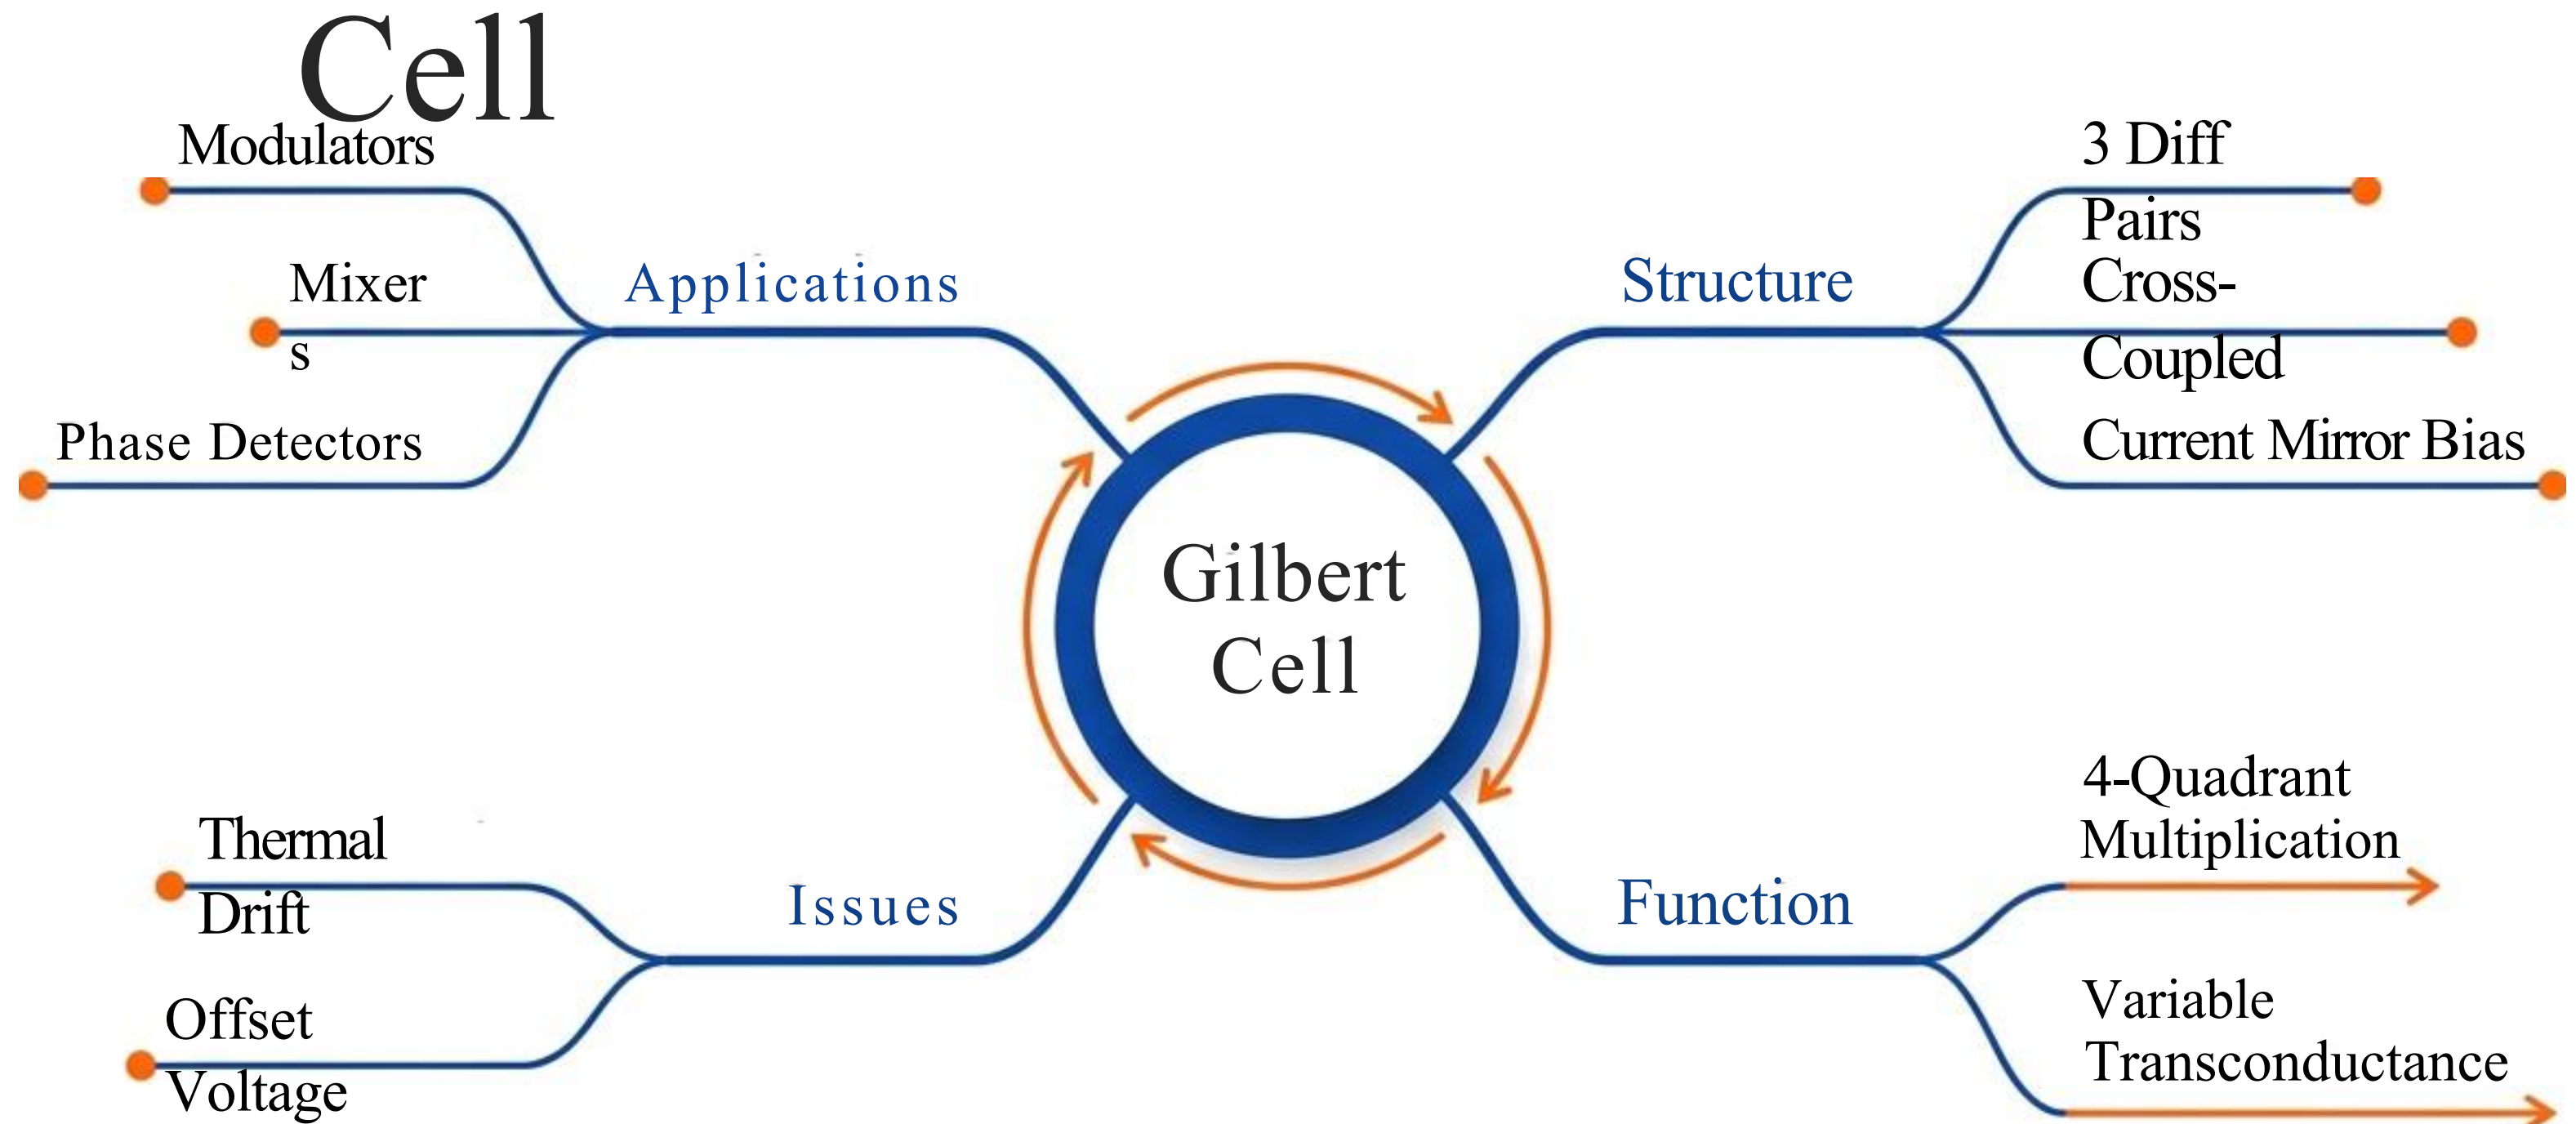 Cell
Modulators
Mixer
s
Phase Detectors
Applications
Structure
3 Diff
Pairs
Cross-
Coupled
Current Mirror Bias
Gilbert
Cell
Thermal
Drift
Offset
Voltage
Issues
Function
4-Quadrant
Multiplication
Variable
Transconductance